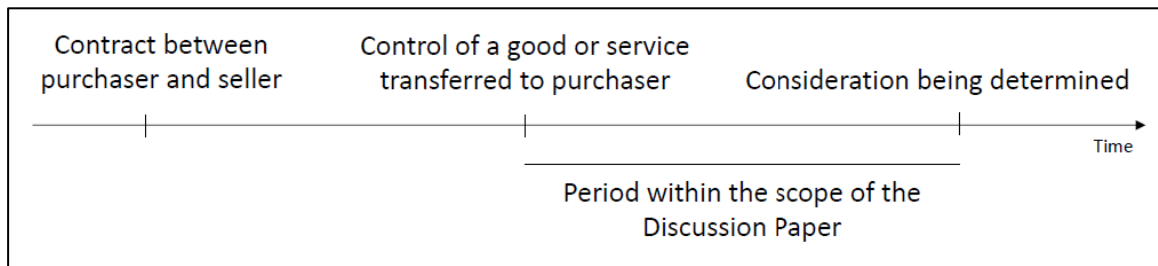 Contract between
purchaser and seller
Control of a good or service
transferred to purchaser
Consideration being determined
Time
Period within the scope of the
Discussion Paper